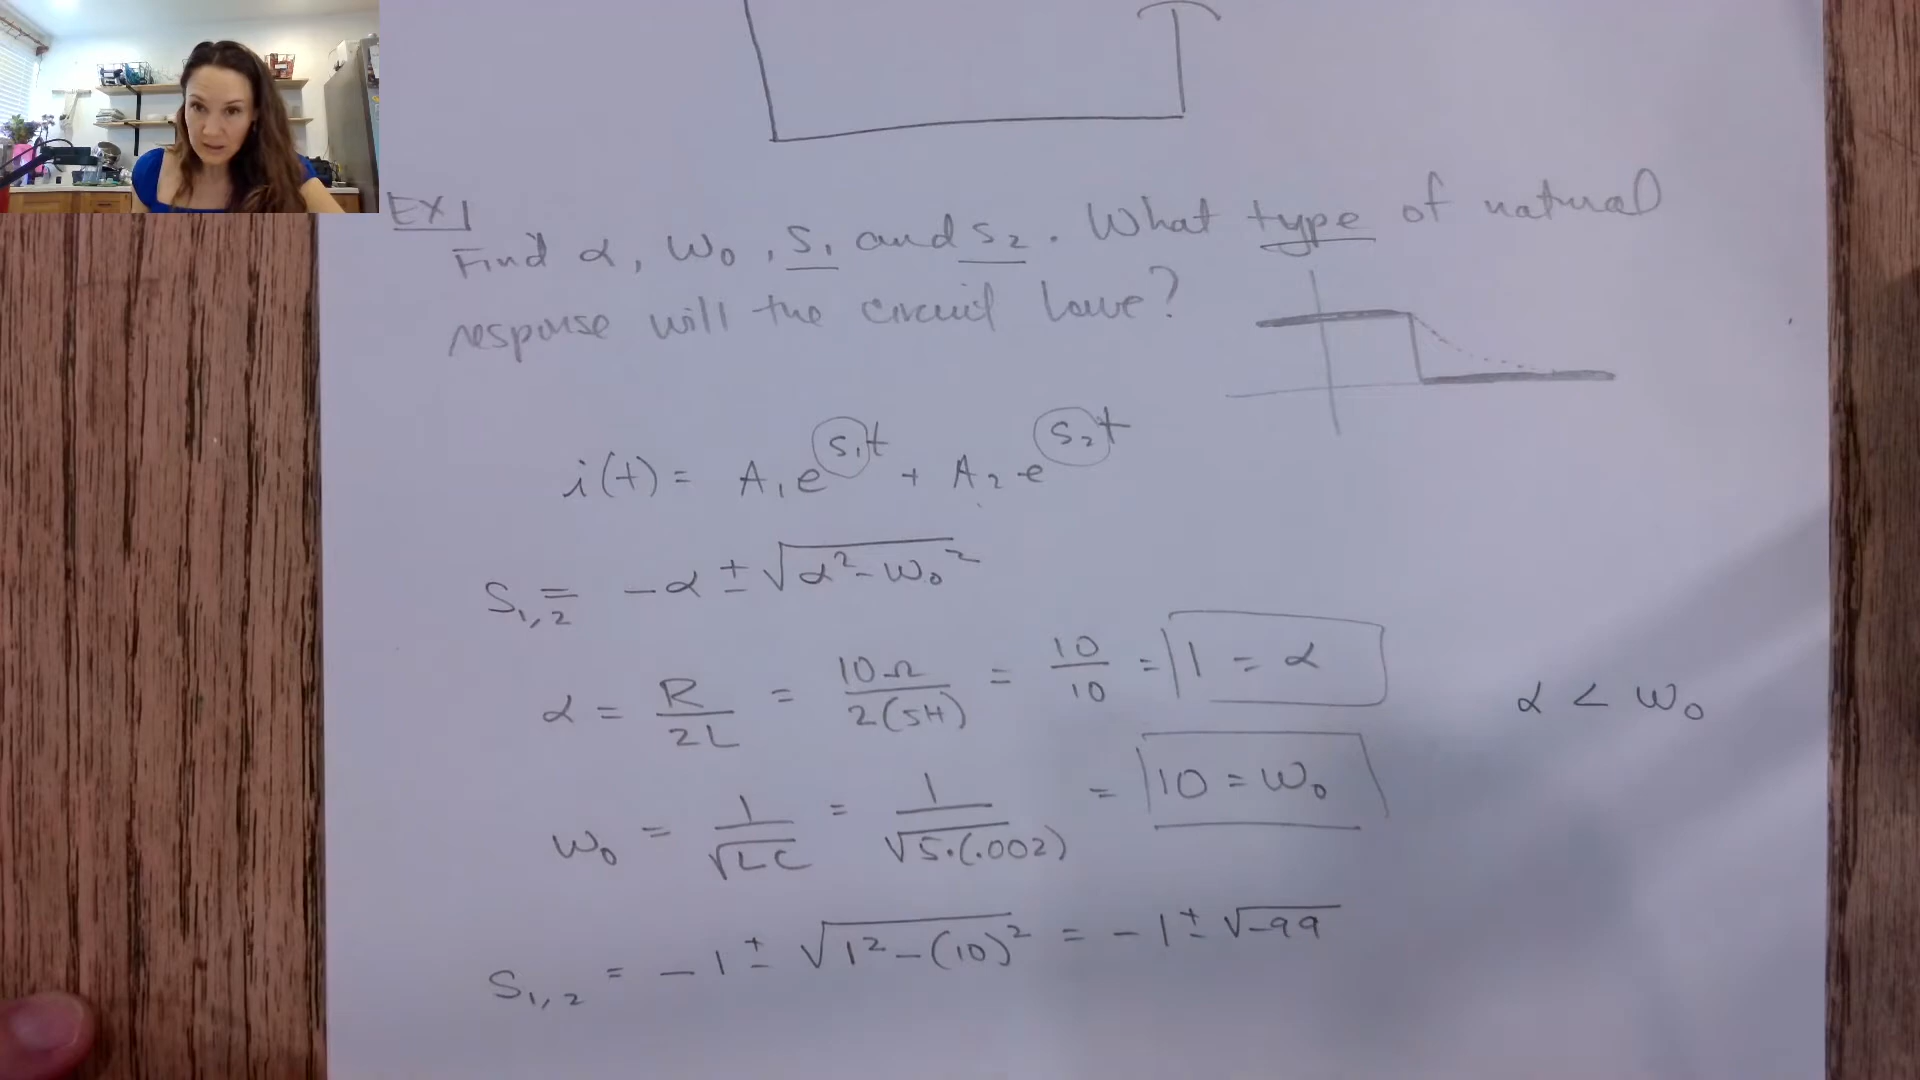 EX 1
Find α, ω₀, S₁ and S₂. What type of natural
response will the circuit have?
i(t) = A₁e^(S₁t) + A₂e^(S₂t)
S₁,₂ = -α ± √(α² - ω₀²)
α = R/2L = 10Ω/2(5H) = 10/10 = 1 = α
α < ω₀
ω₀ = 1/√LC = 1/√5·(.002) = 10 = ω₀
S₁,₂ = -1 ± √(1² - (10)²) = -1 ± √-99